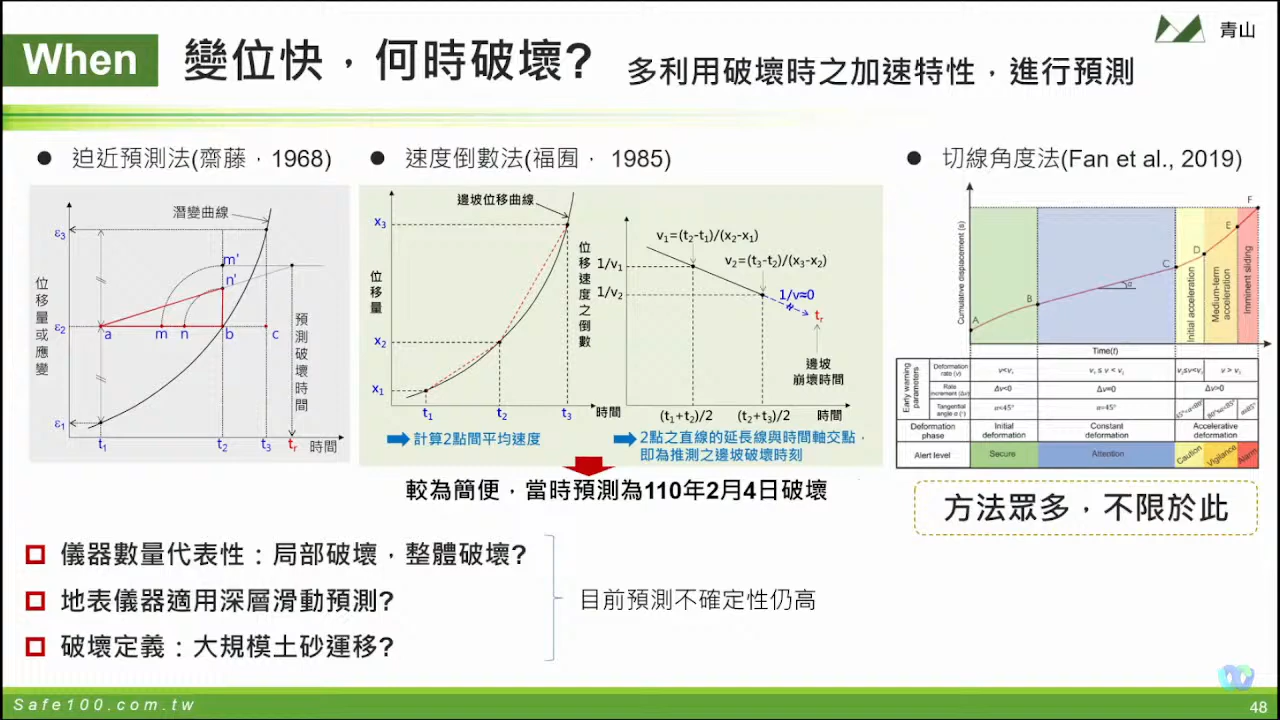 When
變位快，何時破壞?
多利用破壞時之加速特性，進行預測
青山
● 迫近預測法(齋藤，1968)
潛變曲線
位移量或應變
ε3
ε2
ε1
m'
n'
a
m
n
b
c
預測破壞時間
t1
t2
t3
tr
時間
● 速度倒數法(福囿， 1985)
邊坡位移曲線
位移量
x3
x2
x1
t1
t2
t3
時間
➡計算2點間平均速度
位移速度之倒數
v1=(t2-t1)/(x2-x1)
v2=(t3-t2)/(x3-x2)
1/v1
1/v2
1/v≈0
tr
邊坡
崩壞時間
(t1+t2)/2
(t2+t3)/2
時間
➡2點之直線的延長線與時間軸交點，
即為推測之邊坡破壞時刻
較為簡便，當時預測為110年2月4日破壞
● 切線角度法(Fan et al., 2019)
Cumulative displacement (s)
A
B
C
D
E
F
α
Initial acceleration
Medium-term acceleration
Imminent sliding
Time(t)
Early warning parameters
Deformation rate (v)
v<v1
v1≤v<v2
v > v2
Rate increment (Δv)
Δv<0
Δv=0
Δv>0
Tangential angle α (°)
α<45°
α≈45°
Deformation phase
Initial deformation
Constant deformation
Accelerative deformation
Alert level
Secure
Attention
Caution
Vigilance
Alarm
方法眾多，不限於此
儀器數量代表性：局部破壞，整體破壞?
地表儀器適用深層滑動預測?
破壞定義：大規模土砂運移?
目前預測不確定性仍高
Safe100.com.tw
48